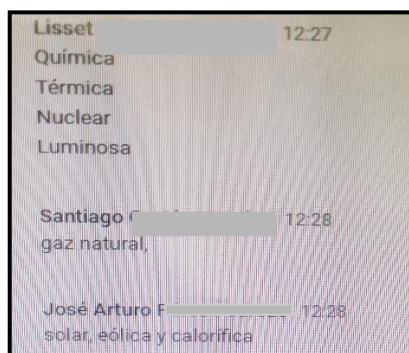 Lisset 12:27
Química
Térmica
Nuclear
Luminosa
Santiago 12:28
gaz natural,
José Arturo 12:28
solar, eólica y calorífica